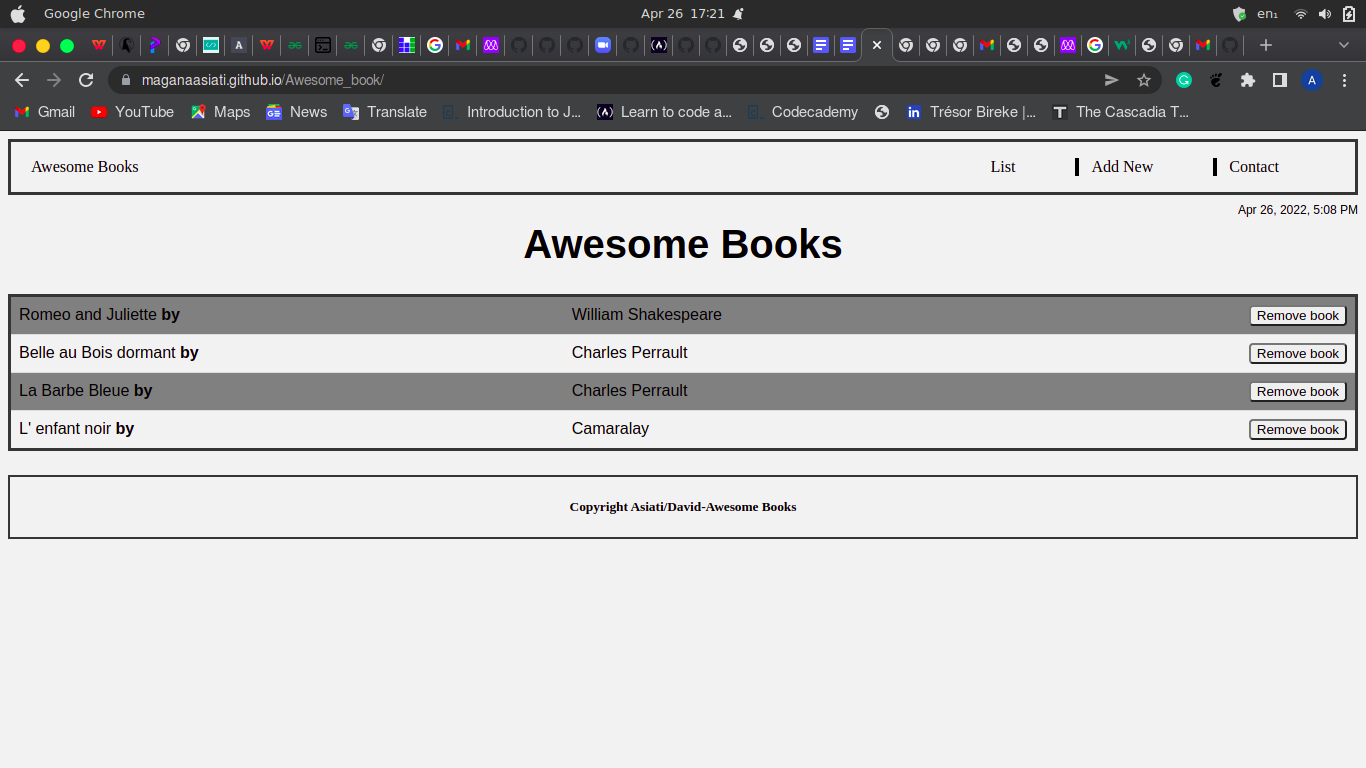 Google Chrome Apr 26 17:21 en₁
maganaasiati.github.io/Awesome_book/ A
Gmail YouTube Maps News Translate Introduction to J... Learn to code a... Codecademy Trésor Bireke |... The Cascadia T...
Awesome Books List Add New Contact
Apr 26, 2022, 5:08 PM
Awesome Books
Romeo and Juliette by William Shakespeare Remove book
Belle au Bois dormant by Charles Perrault Remove book
La Barbe Bleue by Charles Perrault Remove book
L' enfant noir by Camaralay Remove book
Copyright Asiati/David-Awesome Books